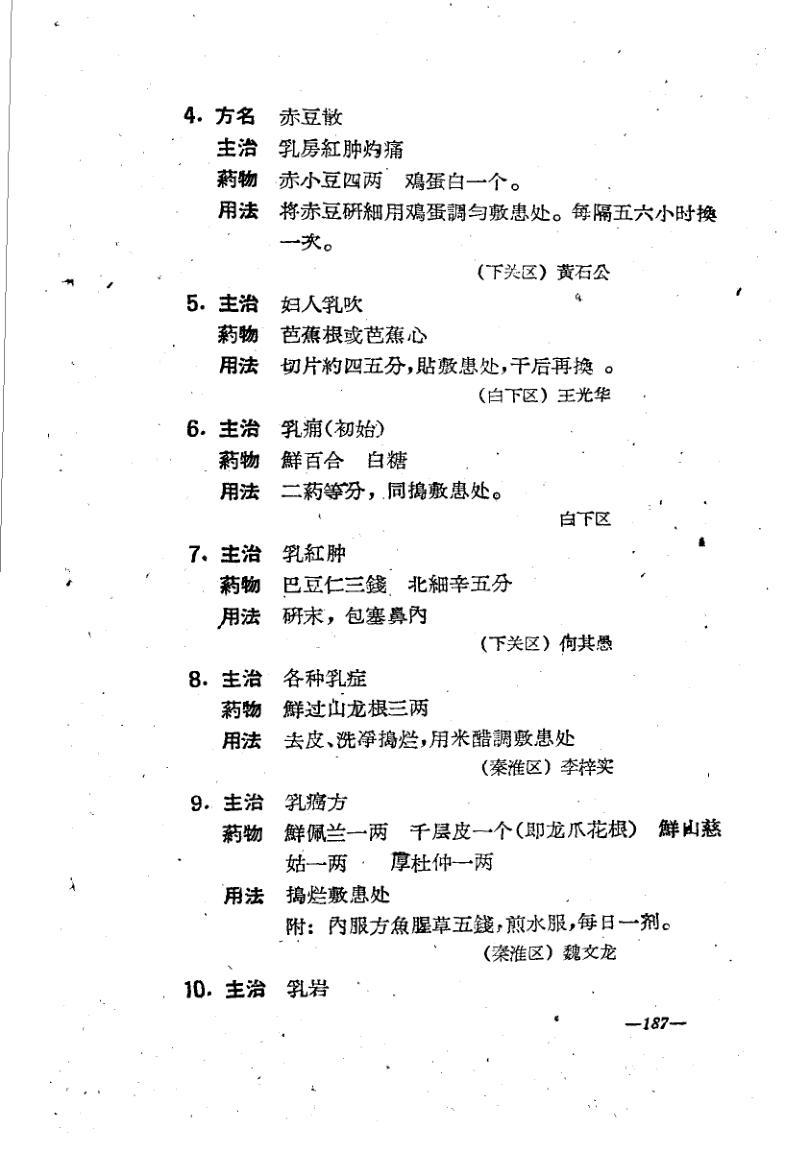 4. 方名 赤豆散
主治 乳房紅肿灼痛
葯物 赤小豆四两 鳮蛋白一个。
用法 将赤豆研細用鳮蛋調匀敷患处。每隔五六小时換
一次。
(下关区) 黃石公
5. 主治 妇人乳吹
葯物 芭蕉根或芭蕉心
用法 切片約四五分,貼敷患处,干后再換。
(白下区) 王光华
6. 主治 乳痈(初始)
葯物 鮮百合 白糖
用法 二葯等分,同搗敷患处。
白下区
7. 主治 乳紅肿
葯物 巴豆仁三錢 北細辛五分
用法 研末,包塞鼻內
(下关区) 何其愚
8. 主治 各种乳症
葯物 鮮过山龙根三两
用法 去皮、洗凈搗烂,用米醋調敷患处
(秦淮区) 李梓实
9. 主治 乳癌方
葯物 鮮佩兰一两 千层皮一个(即龙爪花根) 鮮山慈
姑一两 厚杜仲一两
用法 搗烂敷患处
附: 內服方魚腥草五錢,煎水服,每日一剂。
(秦淮区) 魏文龙
10. 主治 乳岩
—187—